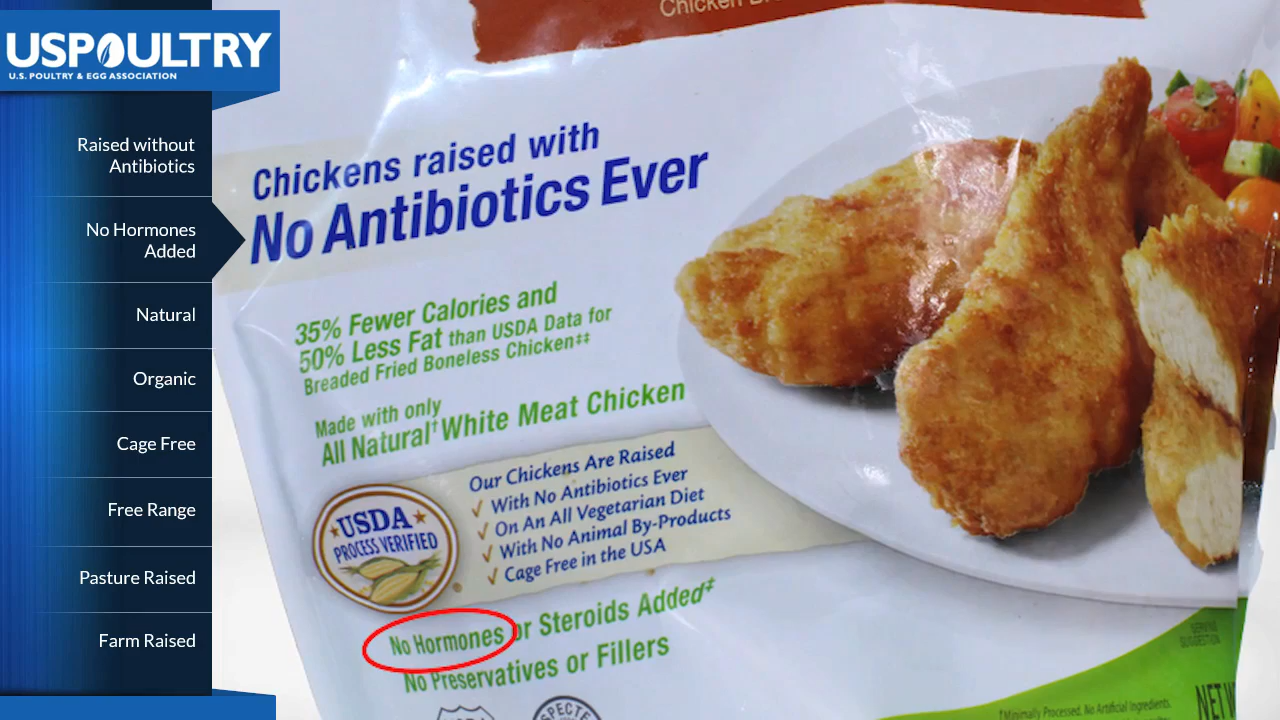 USPOULTRY
U.S. POULTRY & EGG ASSOCIATION
Raised without
Antibiotics
No Hormones
Added
Natural
Organic
Cage Free
Free Range
Pasture Raised
Farm Raised
Chicken
Chickens raised with
No Antibiotics Ever
35% Fewer Calories and
50% Less Fat than USDA Data for
Breaded Fried Boneless Chicken‡‡
Made with only
All Natural† White Meat Chicken
USDA
PROCESS VERIFIED
Our Chickens Are Raised
✓ With No Antibiotics Ever
✓ On An All Vegetarian Diet
✓ With No Animal By-Products
✓ Cage Free in the USA
No Hormones or Steroids Added‡
No Preservatives or Fillers
SERVING
SUGGESTION
†Minimally Processed. No Artificial Ingredients.
NET